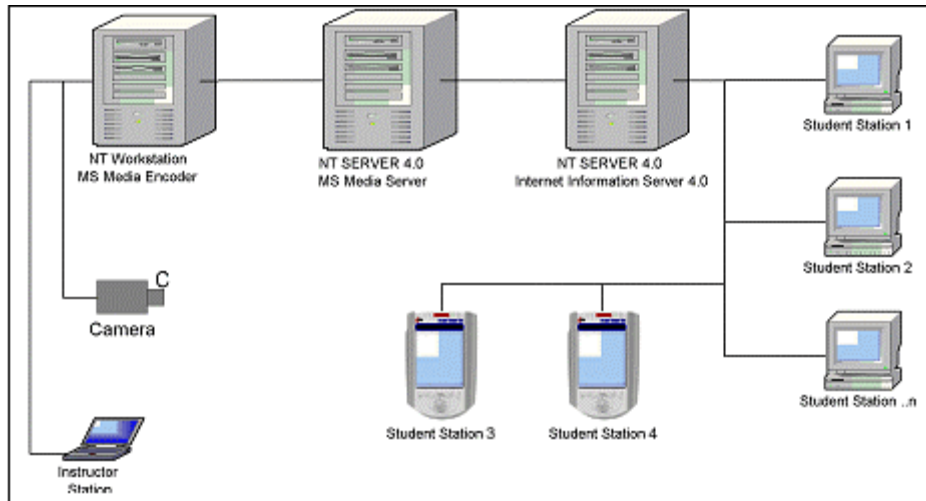 NT Workstation
MS Media Encoder
NT SERVER 4.0
MS Media Server
NT SERVER 4.0
Internet Information Server 4.0
Student Station 1
Student Station 2
C
Camera
Student Station ..n
Student Station 3
Student Station 4
Instructor
Station